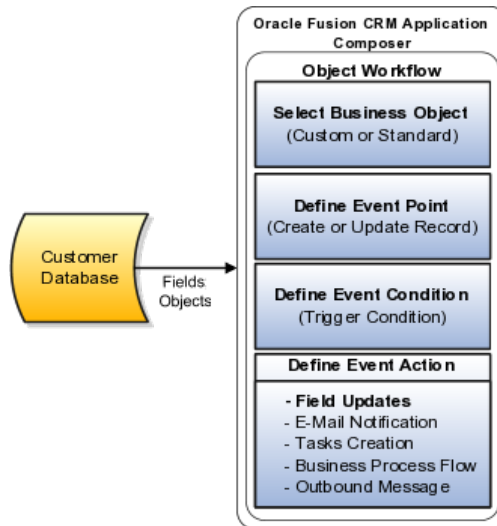 Oracle Fusion CRM Application
Composer
Object Workflow
Select Business Object
(Custom or Standard)
Define Event Point
(Create or Update Record)
Customer
Database
Fields
Objects
Define Event Condition
(Trigger Condition)
Define Event Action
- Field Updates
- E-Mail Notification
- Tasks Creation
- Business Process Flow
- Outbound Message